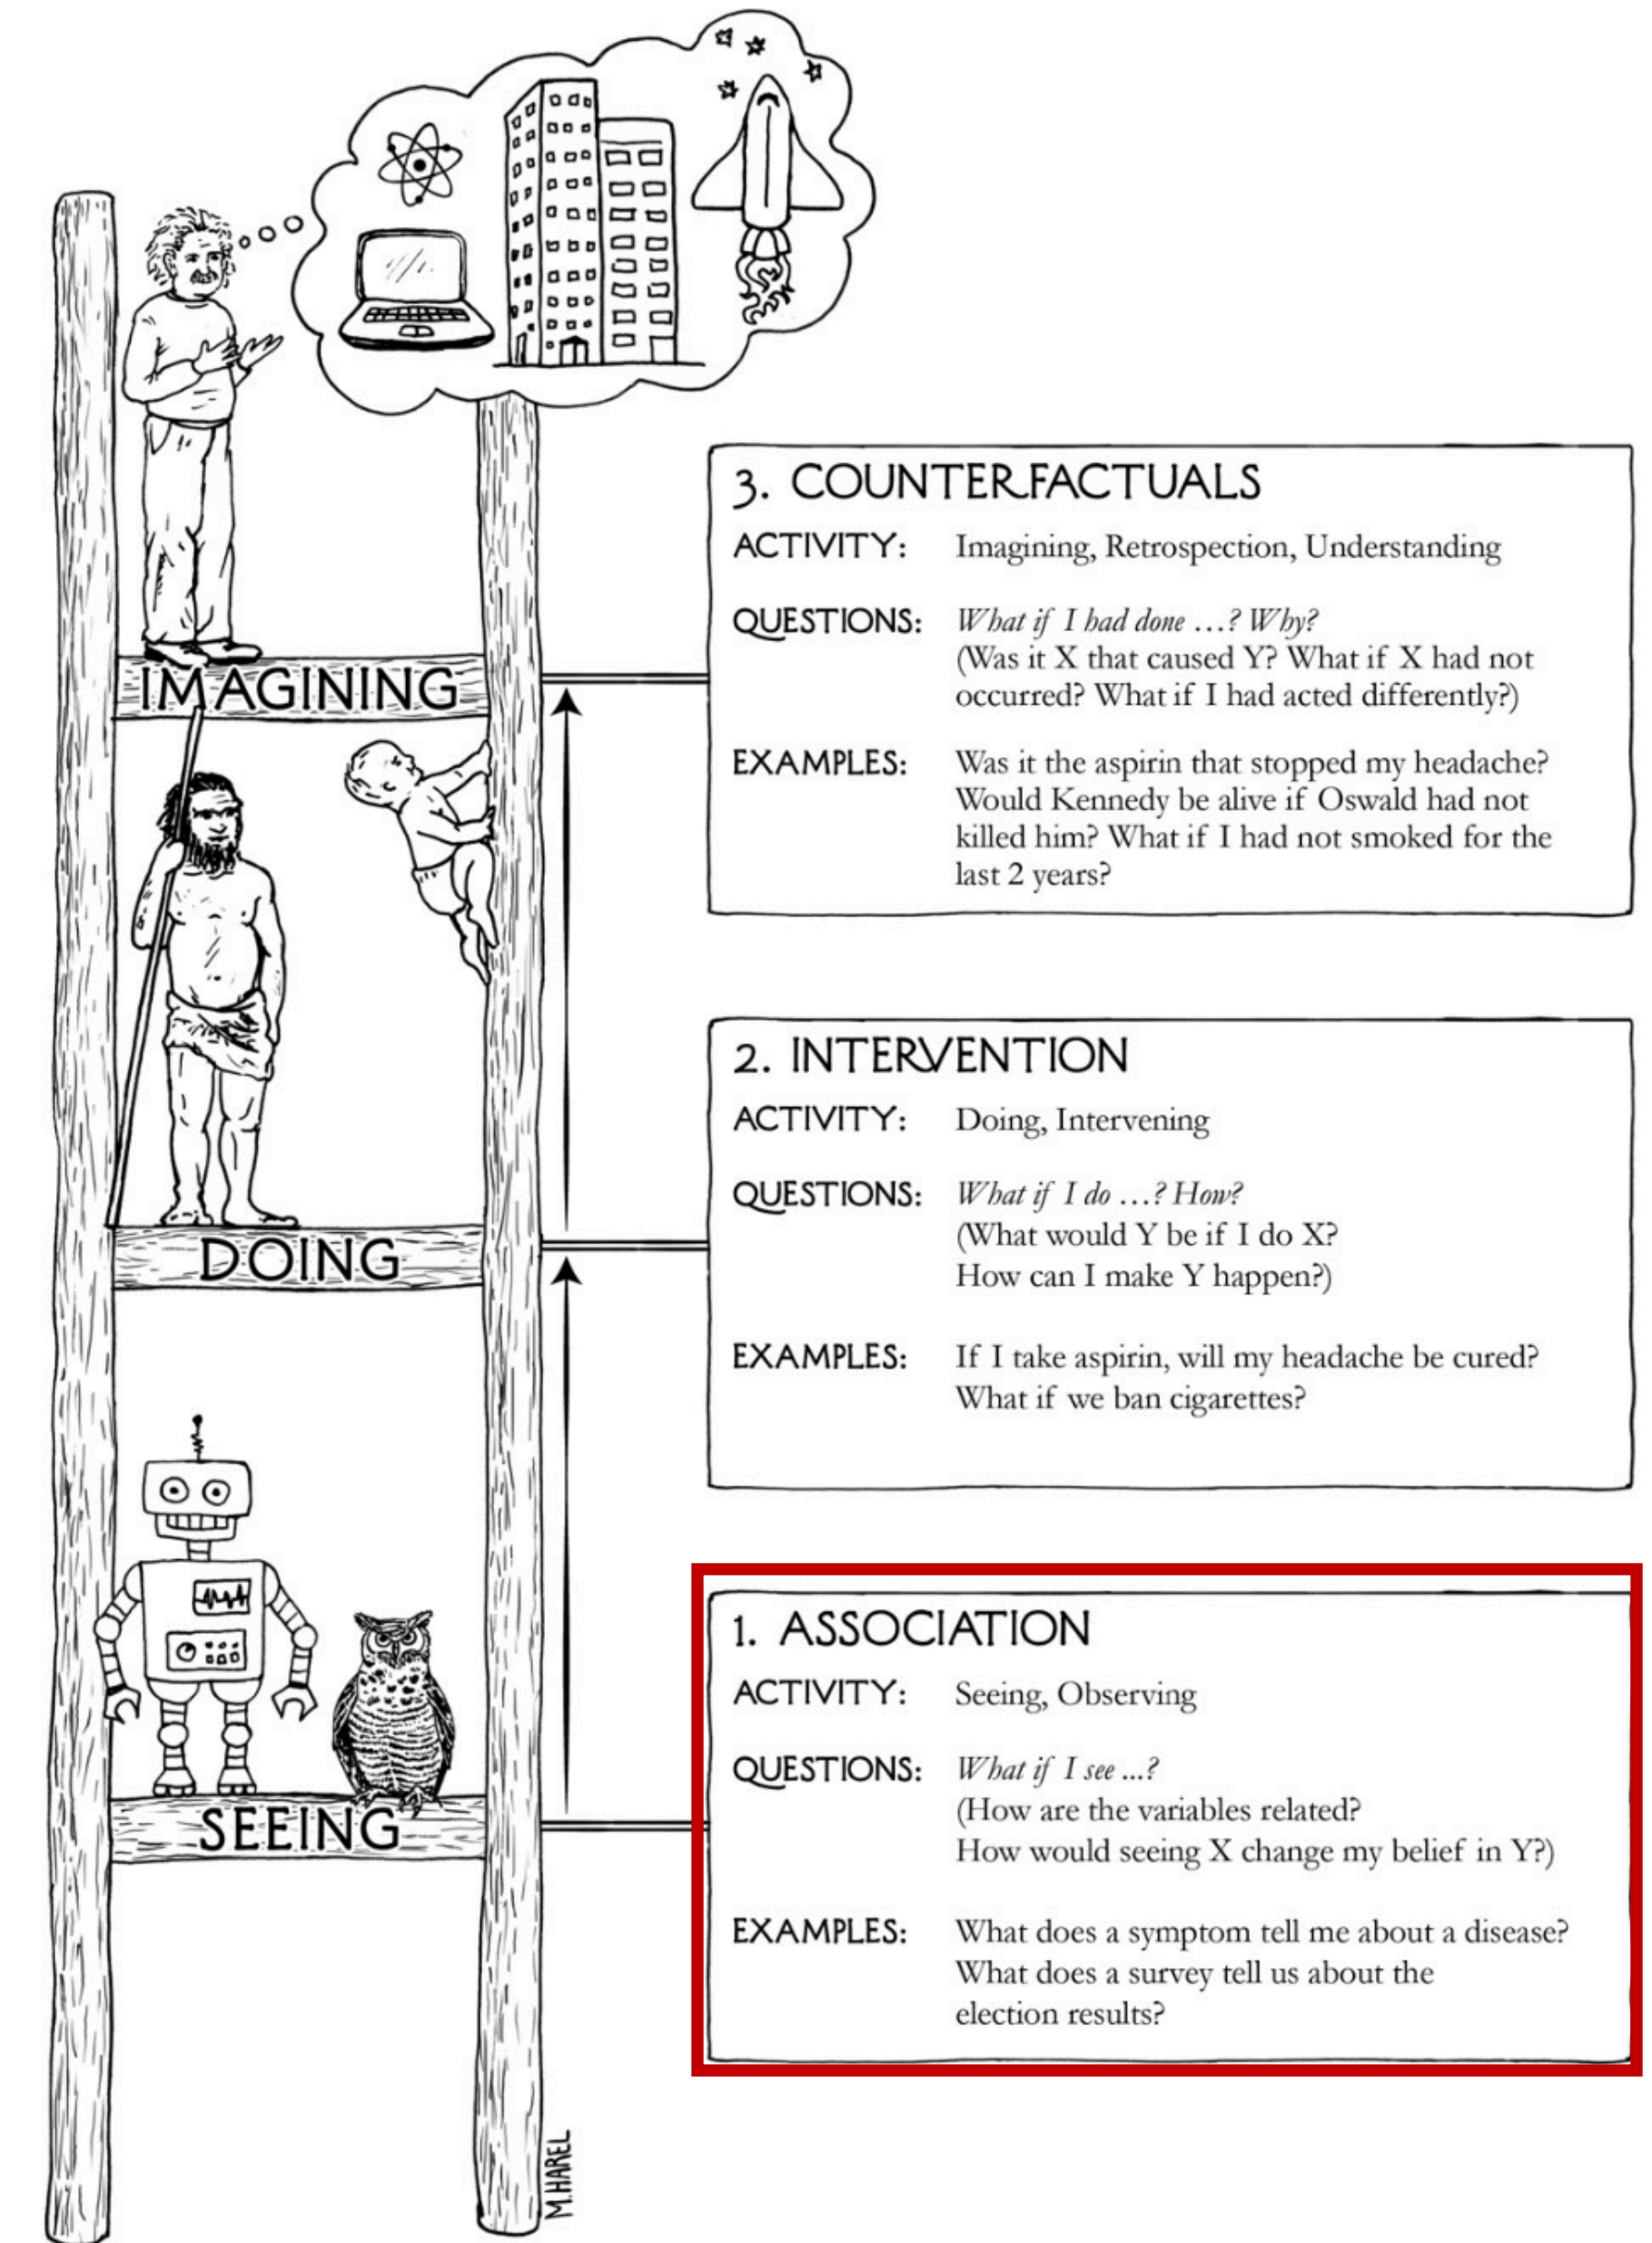 3. COUNTERFACTUALS
ACTIVITY: Imagining, Retrospection, Understanding
QUESTIONS: What if I had done ...? Why?
(Was it X that caused Y? What if X had not
occurred? What if I had acted differently?)
EXAMPLES: Was it the aspirin that stopped my headache?
Would Kennedy be alive if Oswald had not
killed him? What if I had not smoked for the
last 2 years?
IMAGINING
2. INTERVENTION
ACTIVITY: Doing, Intervening
QUESTIONS: What if I do ...? How?
(What would Y be if I do X?
How can I make Y happen?)
EXAMPLES: If I take aspirin, will my headache be cured?
What if we ban cigarettes?
DOING
1. ASSOCIATION
ACTIVITY: Seeing, Observing
QUESTIONS: What if I see ...?
(How are the variables related?
How would seeing X change my belief in Y?)
EXAMPLES: What does a symptom tell me about a disease?
What does a survey tell us about the
election results?
SEEING
M.HAREL